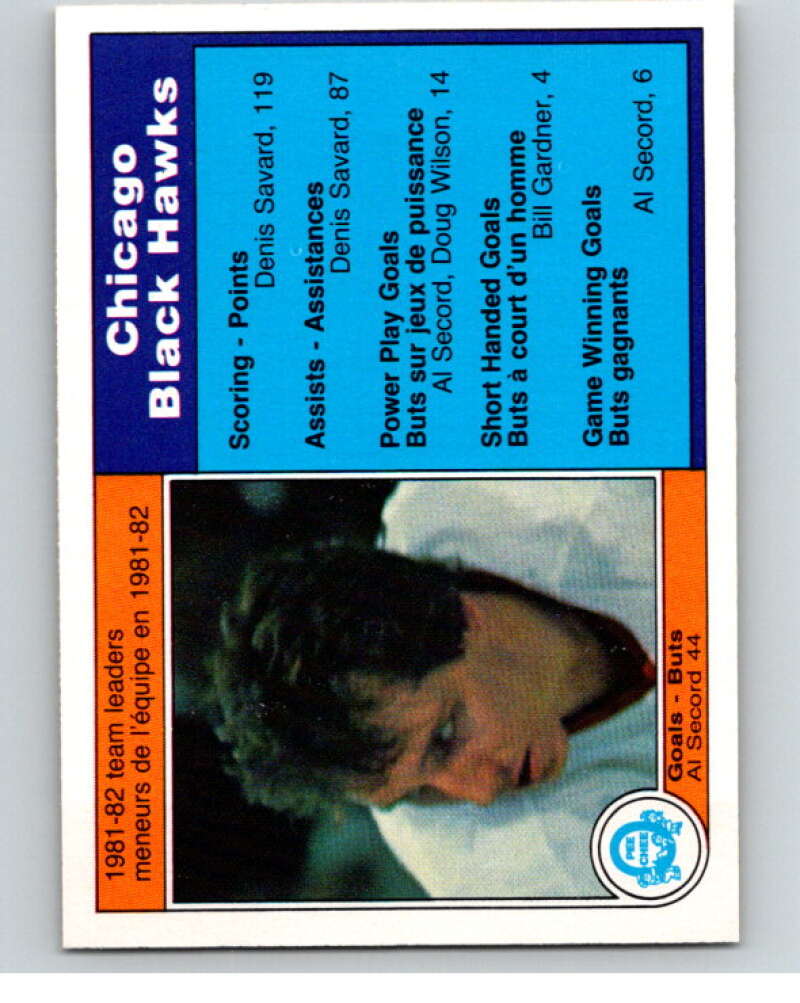 1981-82 team leaders
meneurs de l'équipe en 1981-82
Goals - Buts
Al Secord 44
O
PEE
CHEE
Chicago
Black Hawks
Scoring - Points
Denis Savard, 119
Assists - Assistances
Denis Savard, 87
Power Play Goals
Buts sur jeux de puissance
Al Secord, Doug Wilson, 14
Short Handed Goals
Buts à court d'un homme
Bill Gardner, 4
Game Winning Goals
Buts gagnants
Al Secord, 6